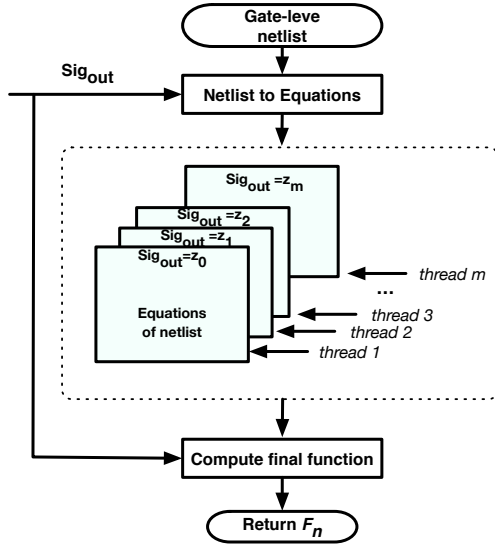 Gate-leve
netlist
Sig_out
Netlist to Equations
Sig_out =z_m
Sig_out =z_2
Sig_out =z_1
Sig_out=z_0
Equations
of netlist
thread m
...
thread 3
thread 2
thread 1
Compute final function
Return F_n